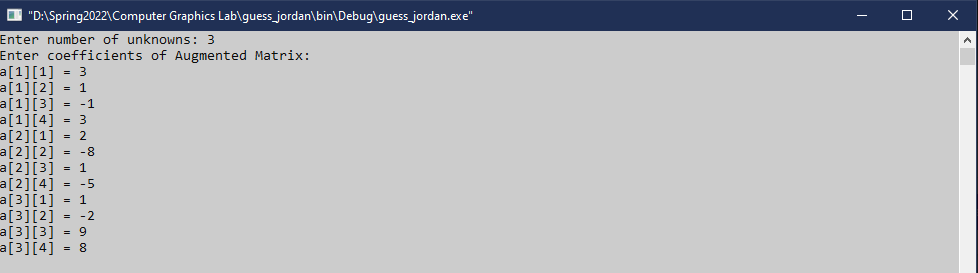 "D:\Spring2022\Computer Graphics Lab\guess_jordan\bin\Debug\guess_jordan.exe"
Enter number of unknowns: 3
Enter coefficients of Augmented Matrix:
a[1][1] = 3
a[1][2] = 1
a[1][3] = -1
a[1][4] = 3
a[2][1] = 2
a[2][2] = -8
a[2][3] = 1
a[2][4] = -5
a[3][1] = 1
a[3][2] = -2
a[3][3] = 9
a[3][4] = 8